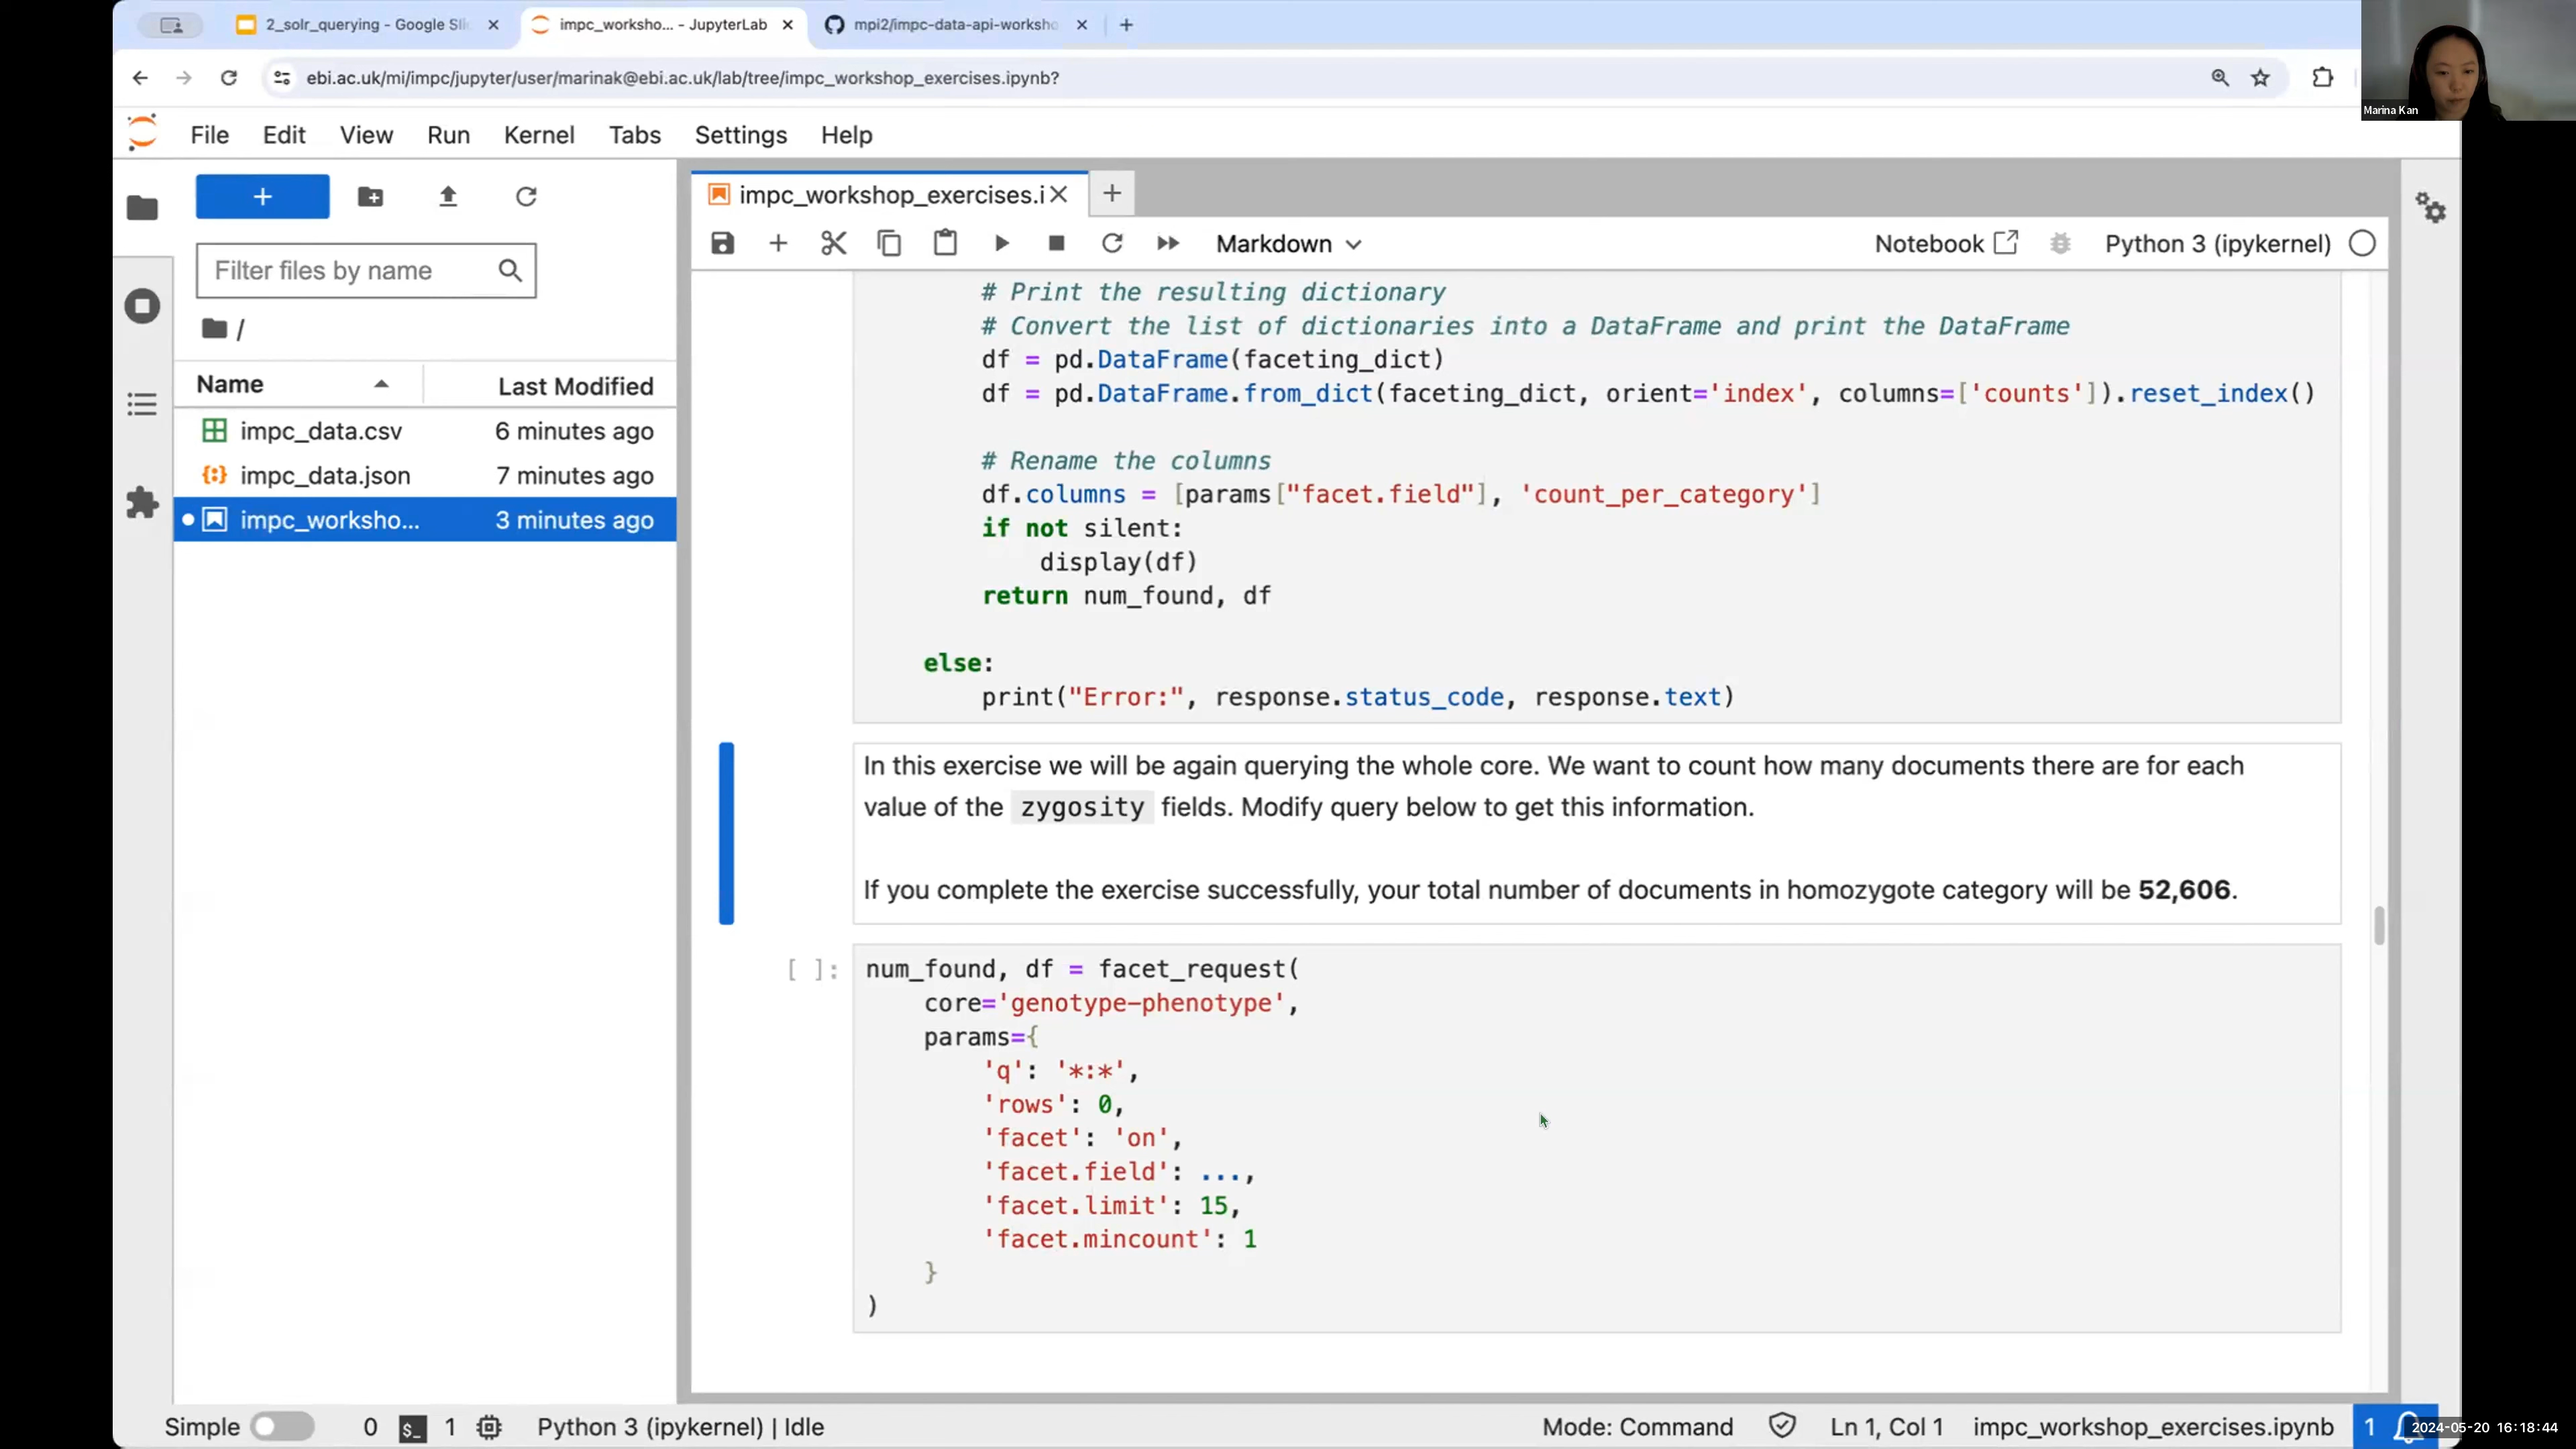 2_solr_querying - Google Sli
impc_worksho... - JupyterLab
mpi2/impc-data-api-worksho
ebi.ac.uk/mi/impc/jupyter/user/marinak@ebi.ac.uk/lab/tree/impc_workshop_exercises.ipynb?
Marina Kan
File Edit View Run Kernel Tabs Settings Help
+
impc_workshop_exercises.i
Filter files by name
Markdown
Notebook
Python 3 (ipykernel)
/
Name Last Modified
impc_data.csv 6 minutes ago
impc_data.json 7 minutes ago
impc_worksho... 3 minutes ago
# Print the resulting dictionary
# Convert the list of dictionaries into a DataFrame and print the DataFrame
df = pd.DataFrame(faceting_dict)
df = pd.DataFrame.from_dict(faceting_dict, orient='index', columns=['counts']).reset_index()
# Rename the columns
df.columns = [params["facet.field"], 'count_per_category']
if not silent:
display(df)
return num_found, df
else:
print("Error:", response.status_code, response.text)
In this exercise we will be again querying the whole core. We want to count how many documents there are for each
value of the zygosity fields. Modify query below to get this information.
If you complete the exercise successfully, your total number of documents in homozygote category will be 52,606.
[ ]: num_found, df = facet_request(
core='genotype-phenotype',
params={
'q': '*:*',
'rows': 0,
'facet': 'on',
'facet.field': ...,
'facet.limit': 15,
'facet.mincount': 1
}
)
Simple 0 $_ 1 Python 3 (ipykernel) | Idle
Mode: Command Ln 1, Col 1 impc_workshop_exercises.ipynb 1
2024-05-20 16:18:44